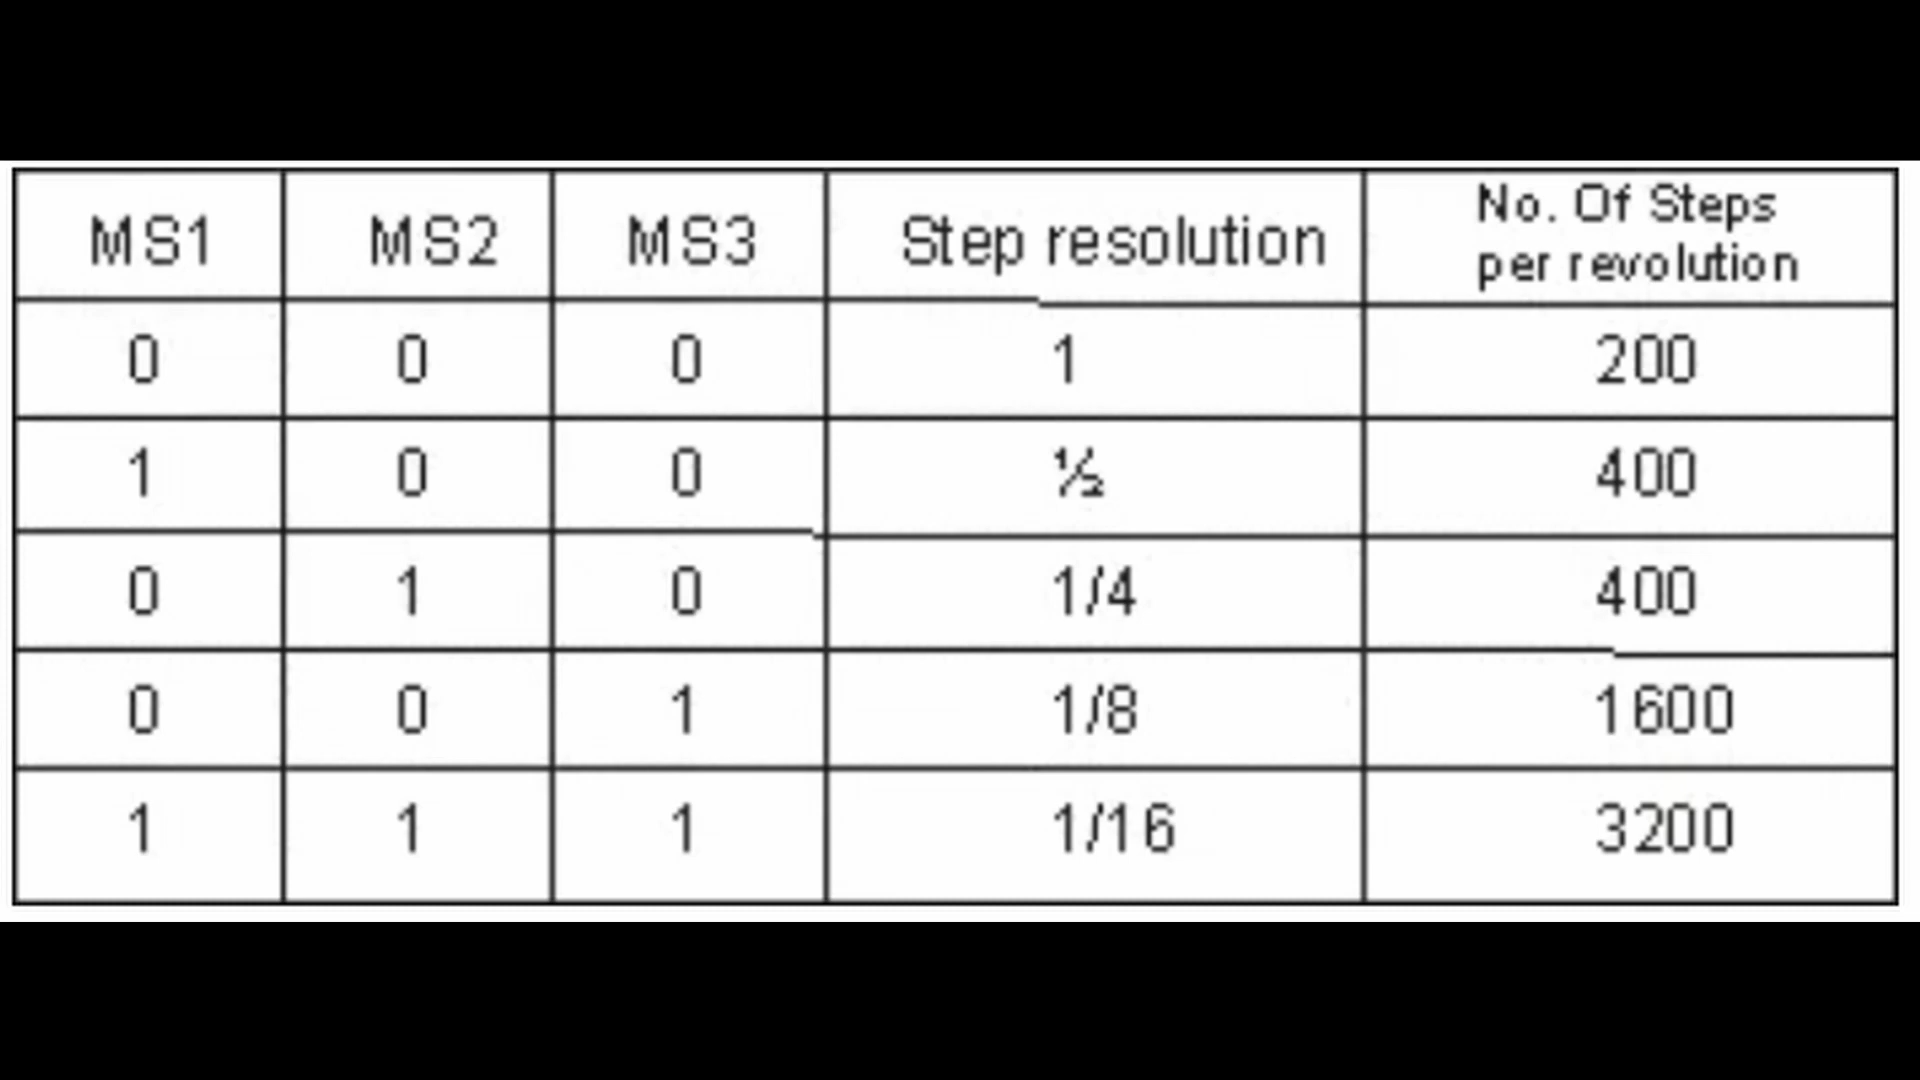 MS1 MS2 MS3 Step resolution No. Of Steps
per revolution
0 0 0 1 200
1 0 0 ½ 400
0 1 0 1/4 400
0 0 1 1/8 1600
1 1 1 1/16 3200